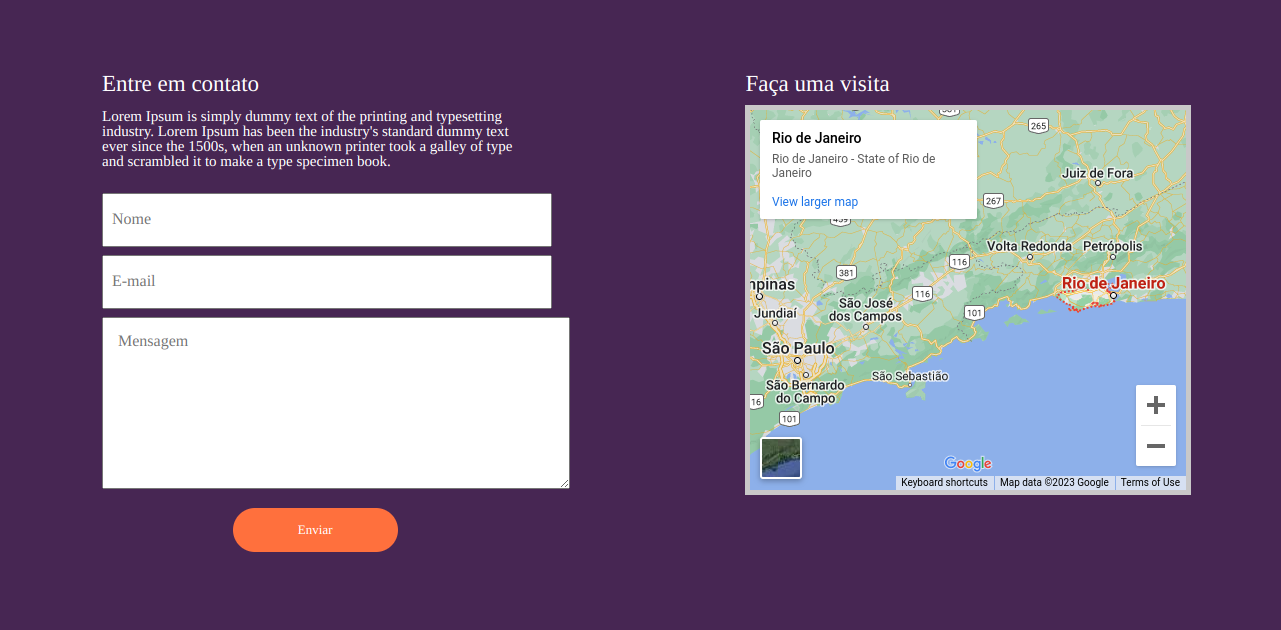 Entre em contato
Lorem Ipsum is simply dummy text of the printing and typesetting
industry. Lorem Ipsum has been the industry's standard dummy text
ever since the 1500s, when an unknown printer took a galley of type
and scrambled it to make a type specimen book.
Nome
E-mail
Mensagem
Enviar
Faça uma visita
265
Rio de Janeiro
Rio de Janeiro - State of Rio de
Janeiro
View larger map
Juiz de Fora
267
459
Volta Redonda
Petrópolis
116
381
Rio de Janeiro
mpinas
116
São José
dos Campos
Jundiaí
101
São Paulo
São Sebastião
São Bernardo
do Campo
16
101
Google
Keyboard shortcuts
Map data ©2023 Google
Terms of Use